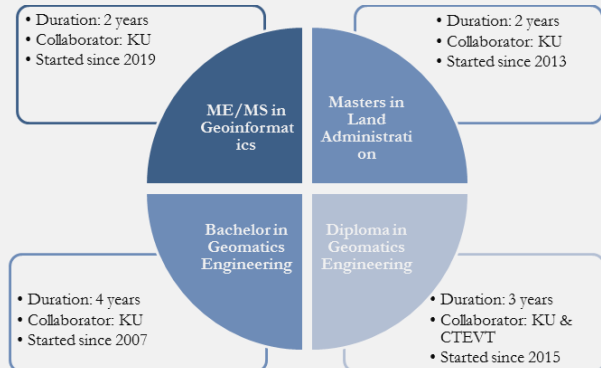 • Duration: 2 years
• Collaborator: KU
• Started since 2019
• Duration: 2 years
• Collaborator: KU
• Started since 2013
ME/MS in
Geoinformat
ics
Masters in
Land
Administrati
on
Bachelor in
Geomatics
Engineering
Diploma in
Geomatics
Engineering
• Duration: 4 years
• Collaborator: KU
• Started since 2007
• Duration: 3 years
• Collaborator: KU &
CTEVT
• Started since 2015